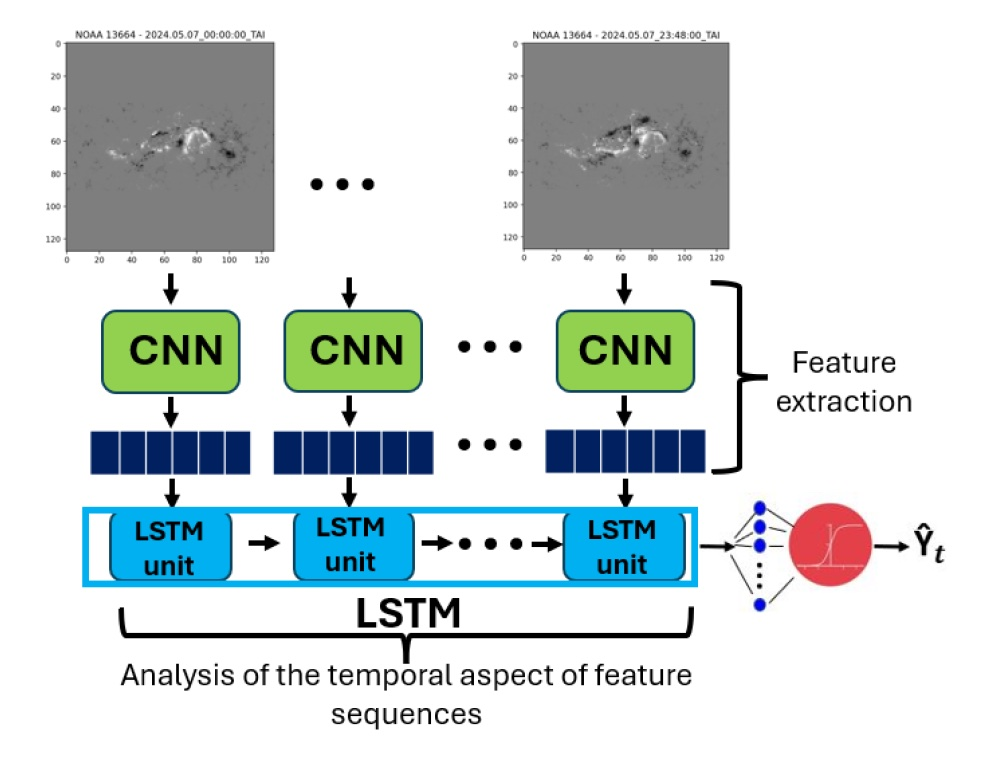 NOAA 13664 - 2024.05.07_00:00:00_TAI
0
20
40
60
80
100
120
0 20 40 60 80 100 120
NOAA 13664 - 2024.05.07_23:48:00_TAI
0
20
40
60
80
100
120
0 20 40 60 80 100 120
CNN
CNN
CNN
Feature
extraction
LSTM
unit
LSTM
unit
LSTM
unit
Ŷt
LSTM
Analysis of the temporal aspect of feature
sequences